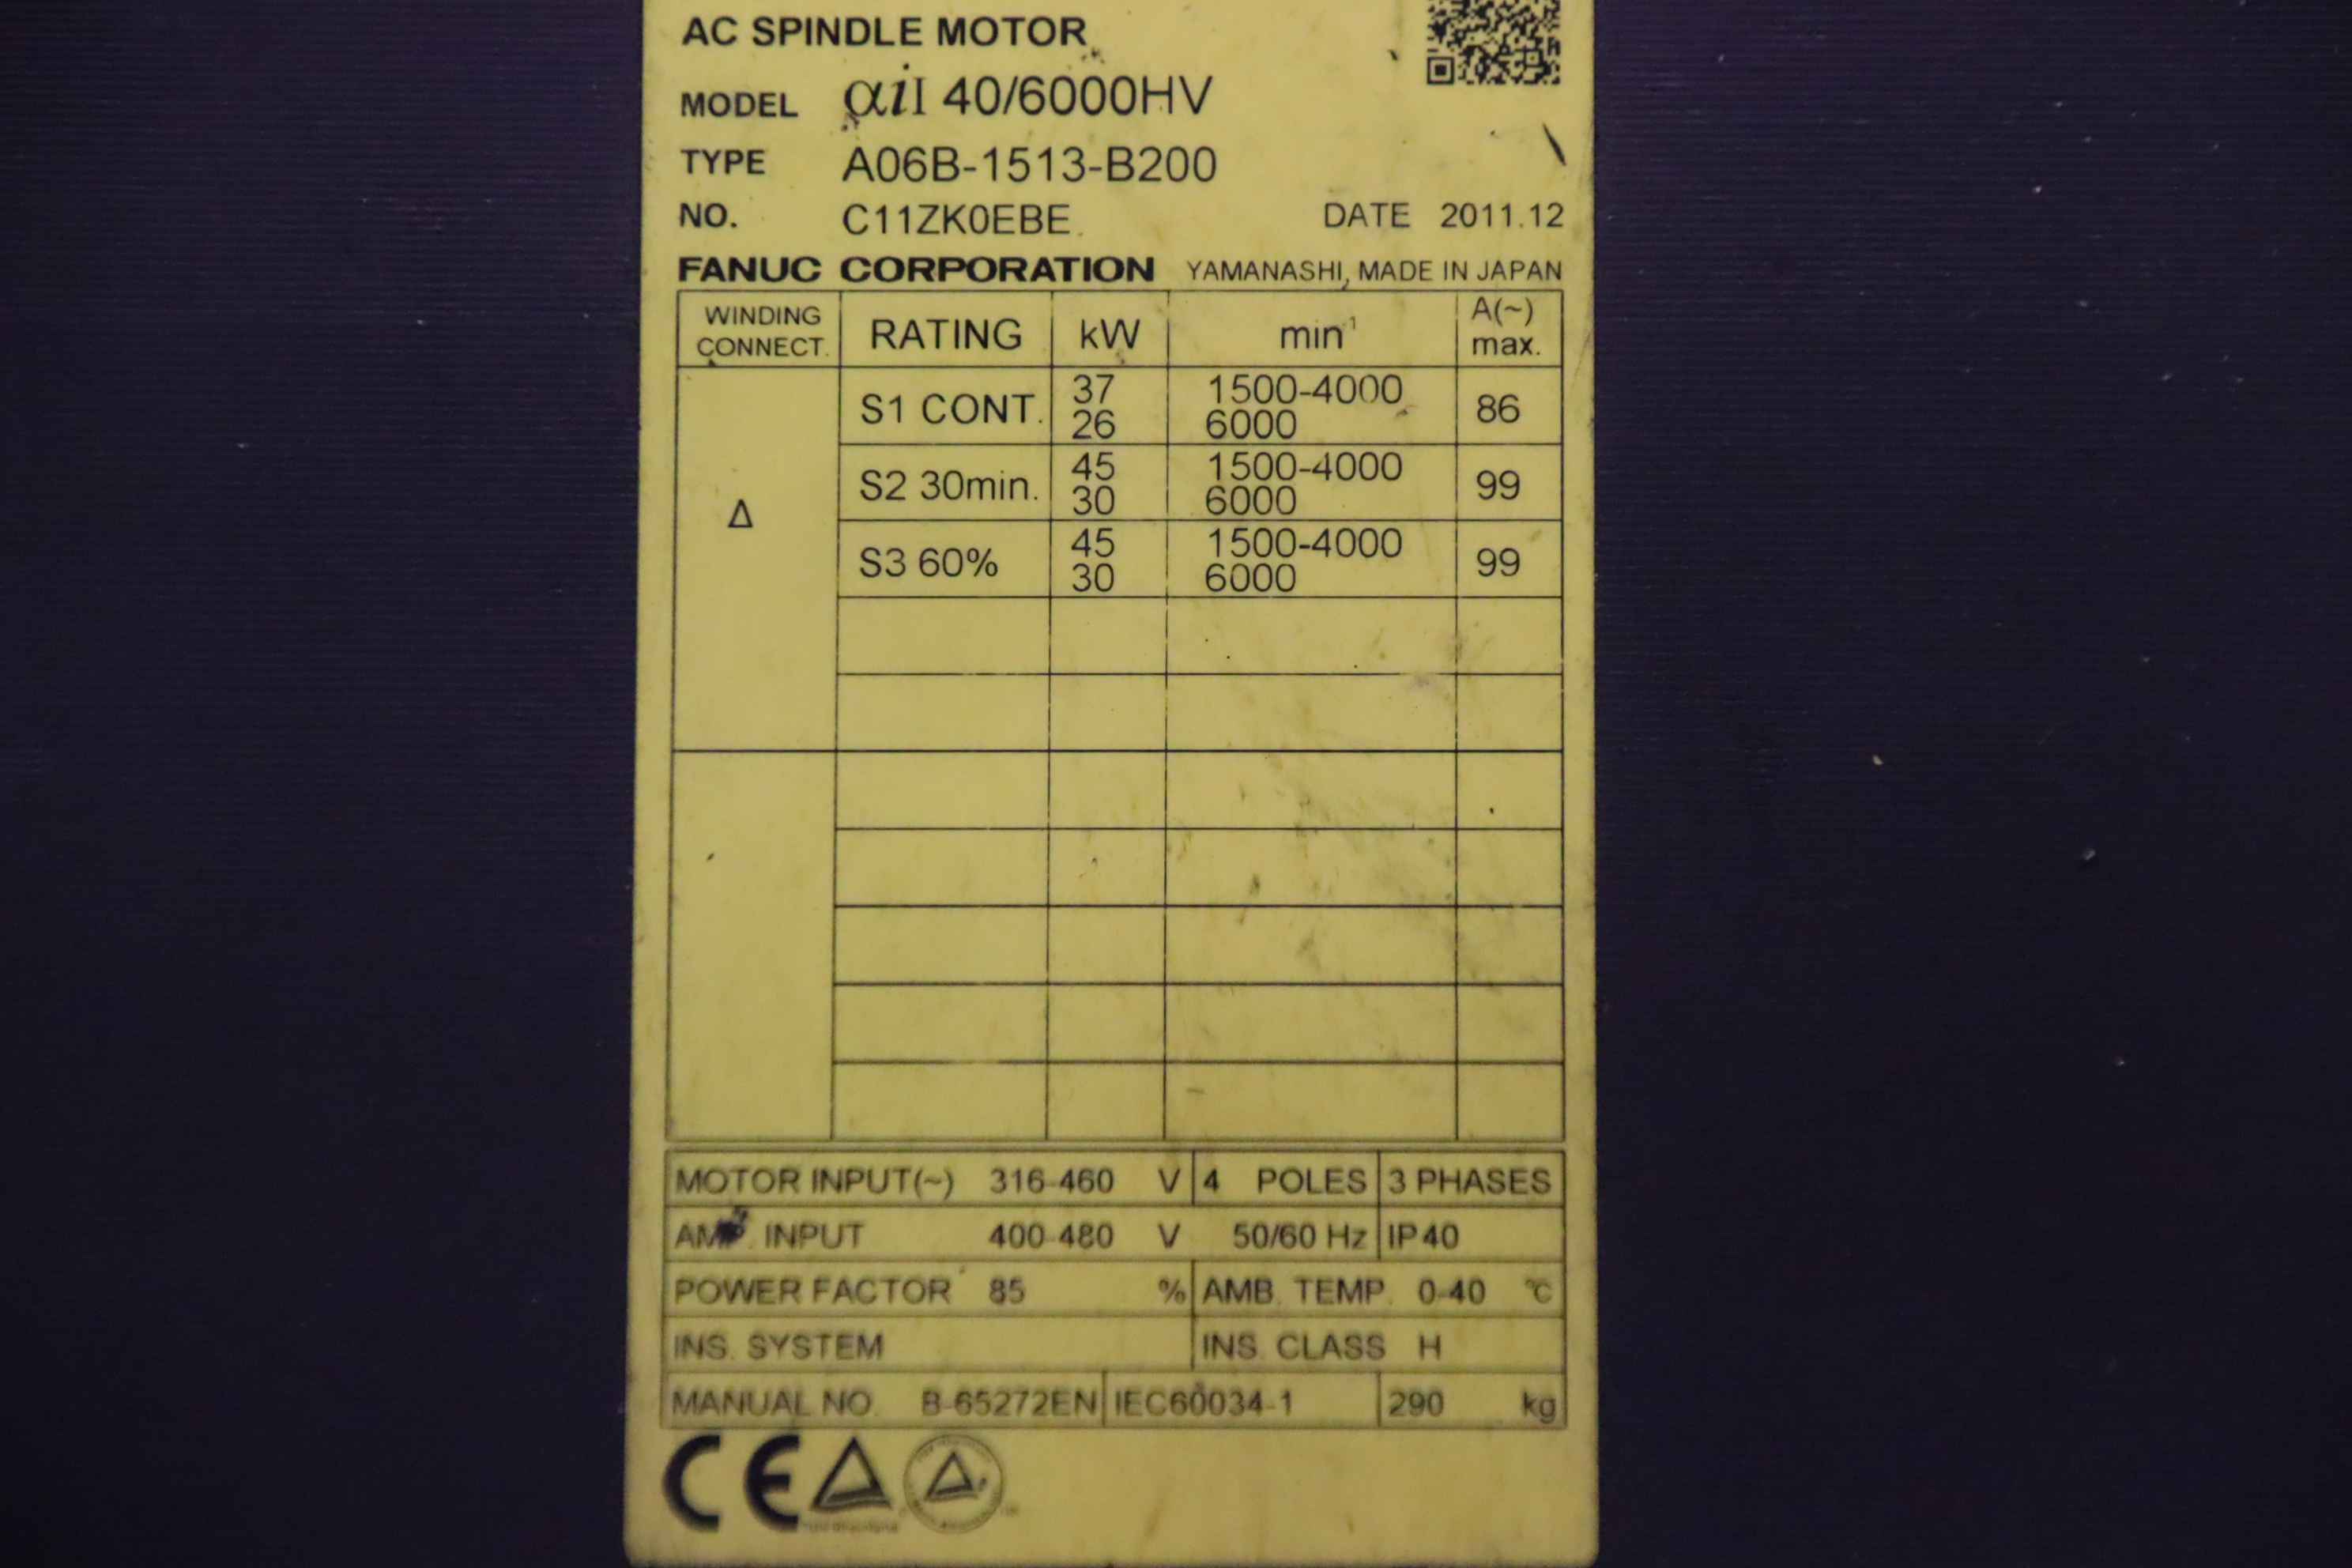 AC SPINDLE MOTOR
MODEL αiI 40/6000HV
TYPE A06B-1513-B200
NO. C11ZK0EBE DATE 2011.12
FANUC CORPORATION YAMANASHI, MADE IN JAPAN
WINDING CONNECT. RATING kW min⁻¹ A(~) max.
Δ
S1 CONT. 37 1500-4000 86
26 6000
S2 30min. 45 1500-4000 99
30 6000
S3 60% 45 1500-4000 99
30 6000
MOTOR INPUT(~) 316-460 V 4 POLES 3 PHASES
AMP. INPUT 400-480 V 50/60 Hz IP40
POWER FACTOR 85 % AMB. TEMP. 0-40 °C
INS. SYSTEM INS. CLASS H
MANUAL NO. B-65272EN IEC60034-1 290 kg
CE